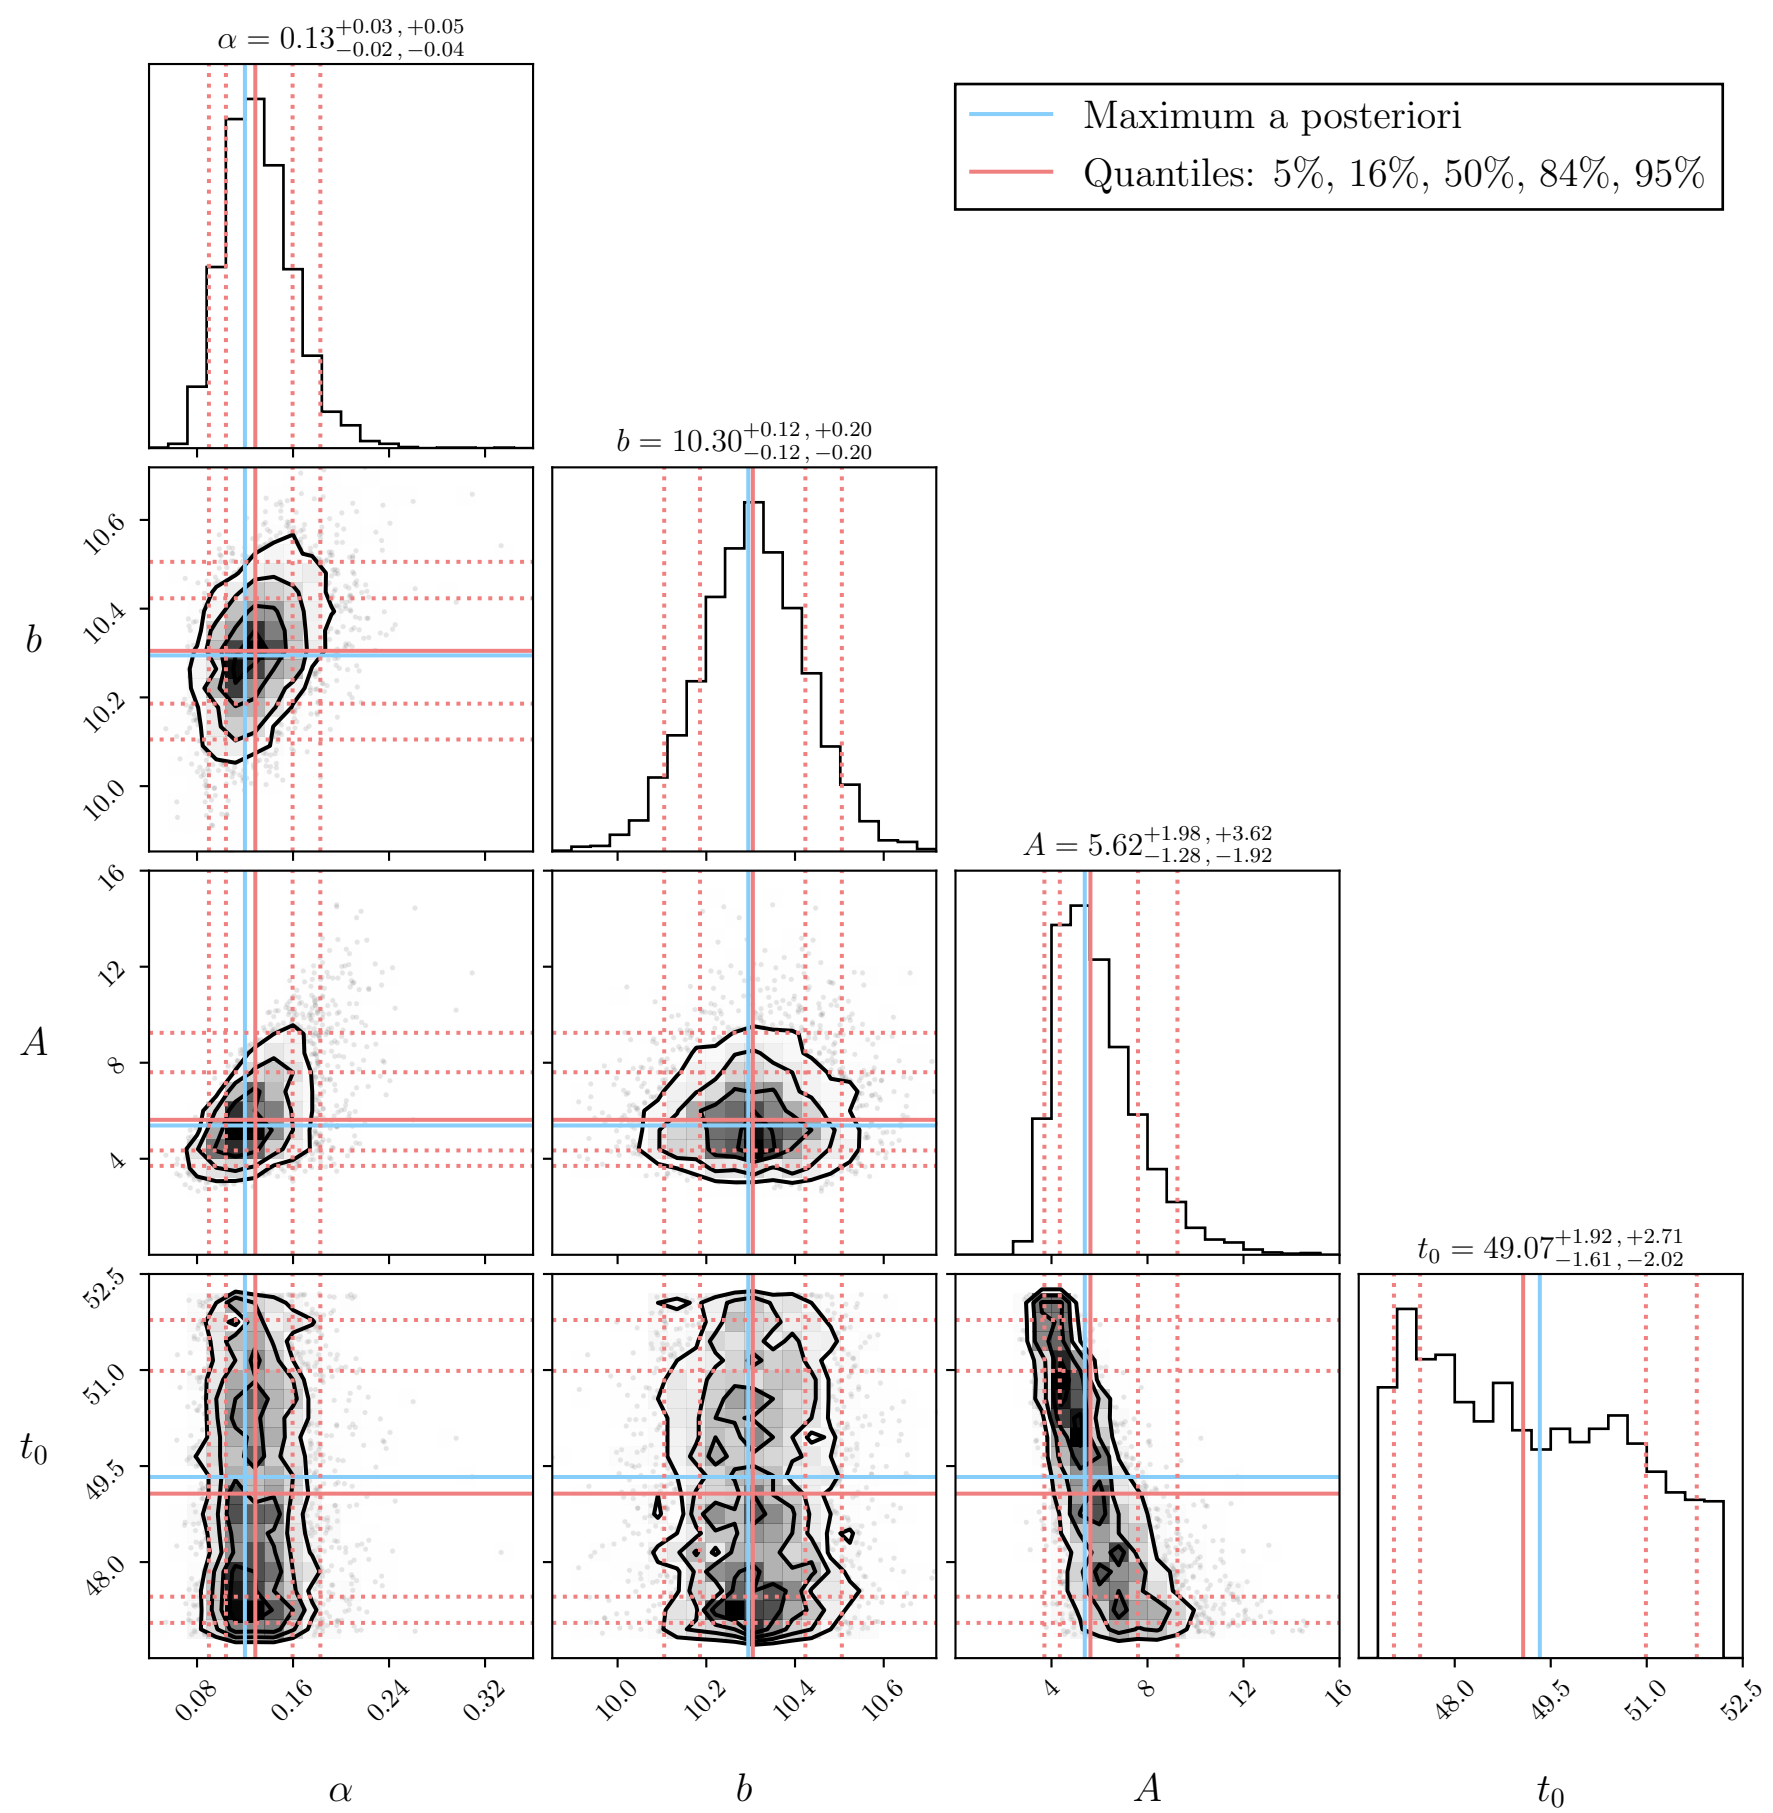 α = 0.13 +0.03, +0.05 −0.02, −0.04
Maximum a posteriori
Quantiles: 5%, 16%, 50%, 84%, 95%
b = 10.30 +0.12, +0.20 −0.12, −0.20
10.6
10.4
10.2
10.0
b
A = 5.62 +1.98, +3.62 −1.28, −1.92
16
12
8
4
A
t₀ = 49.07 +1.92, +2.71 −1.61, −2.02
52.5
51.0
49.5
48.0
t₀
0.08 0.16 0.24 0.32
10.0 10.2 10.4 10.6
4 8 12 16
48.0 49.5 51.0 52.5
α b A t₀